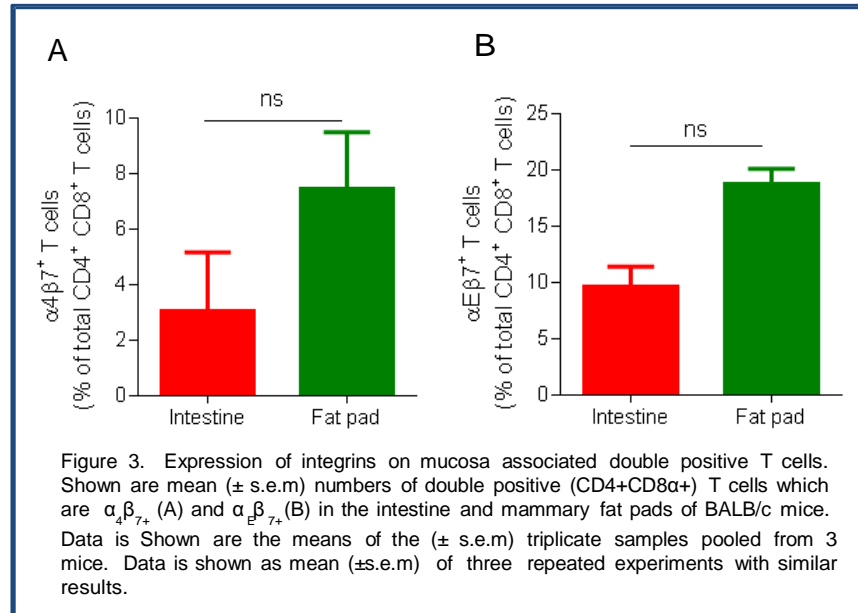 A
B
ns
ns
α4β7⁺ T cells
(% of total CD4⁺ CD8⁺ T cells)
10
8
6
4
2
0
Intestine
Fat pad
αEβ7⁺ T cells
(% of total CD4⁺ CD8⁺ T cells)
25
20
15
10
5
0
Intestine
Fat pad
Figure 3. Expression of integrins on mucosa associated double positive T cells.
Shown are mean (± s.e.m) numbers of double positive (CD4+CD8α+) T cells which
are α₄β₇₊ (A) and α_Eβ₇₊(B) in the intestine and mammary fat pads of BALB/c mice.
Data is Shown are the means of the (± s.e.m) triplicate samples pooled from 3
mice. Data is shown as mean (±s.e.m) of three repeated experiments with similar
results.